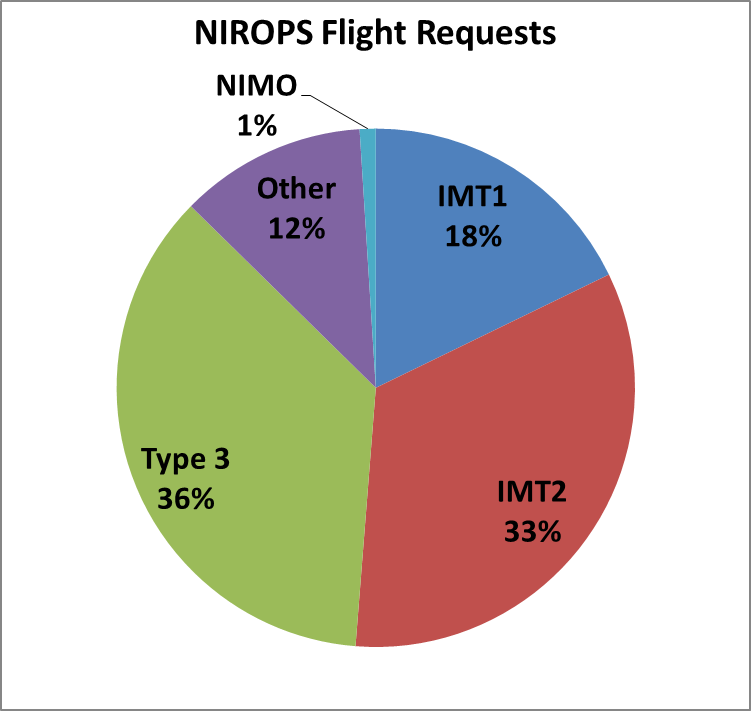 NIROPS Flight Requests
NIMO
1%
Other
12%
IMT1
18%
Type 3
36%
IMT2
33%